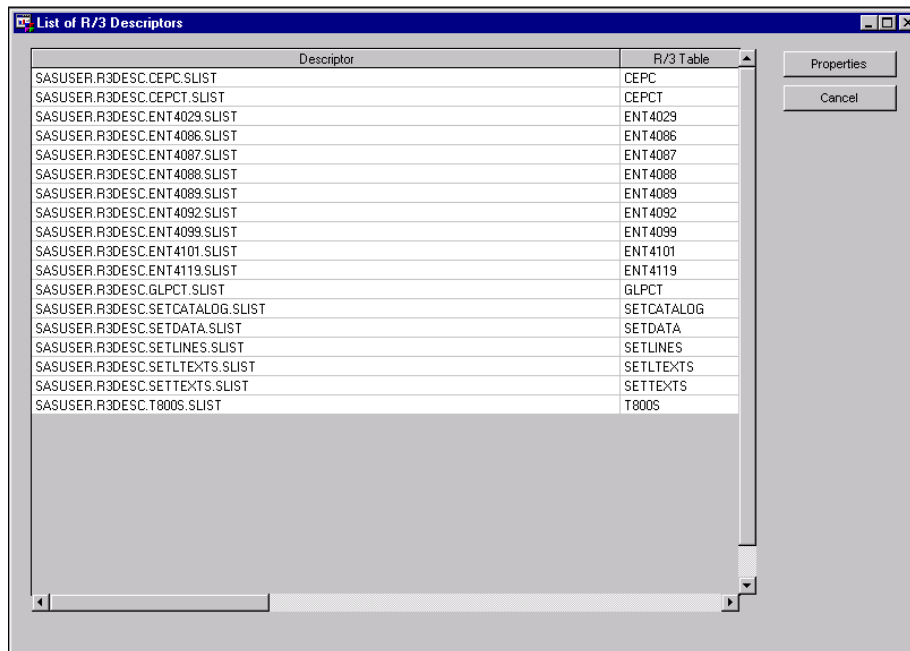 List of R/3 Descriptors
Descriptor R/3 Table
Properties
Cancel
SASUSER.R3DESC.CEPC.SLIST CEPC
SASUSER.R3DESC.CEPCT.SLIST CEPCT
SASUSER.R3DESC.ENT4029.SLIST ENT4029
SASUSER.R3DESC.ENT4086.SLIST ENT4086
SASUSER.R3DESC.ENT4087.SLIST ENT4087
SASUSER.R3DESC.ENT4088.SLIST ENT4088
SASUSER.R3DESC.ENT4089.SLIST ENT4089
SASUSER.R3DESC.ENT4092.SLIST ENT4092
SASUSER.R3DESC.ENT4099.SLIST ENT4099
SASUSER.R3DESC.ENT4101.SLIST ENT4101
SASUSER.R3DESC.ENT4119.SLIST ENT4119
SASUSER.R3DESC.GLPCT.SLIST GLPCT
SASUSER.R3DESC.SETCATALOG.SLIST SETCATALOG
SASUSER.R3DESC.SETDATA.SLIST SETDATA
SASUSER.R3DESC.SETLINES.SLIST SETLINES
SASUSER.R3DESC.SETLTEXTS.SLIST SETLTEXTS
SASUSER.R3DESC.SETTEXTS.SLIST SETTEXTS
SASUSER.R3DESC.T800S.SLIST T800S